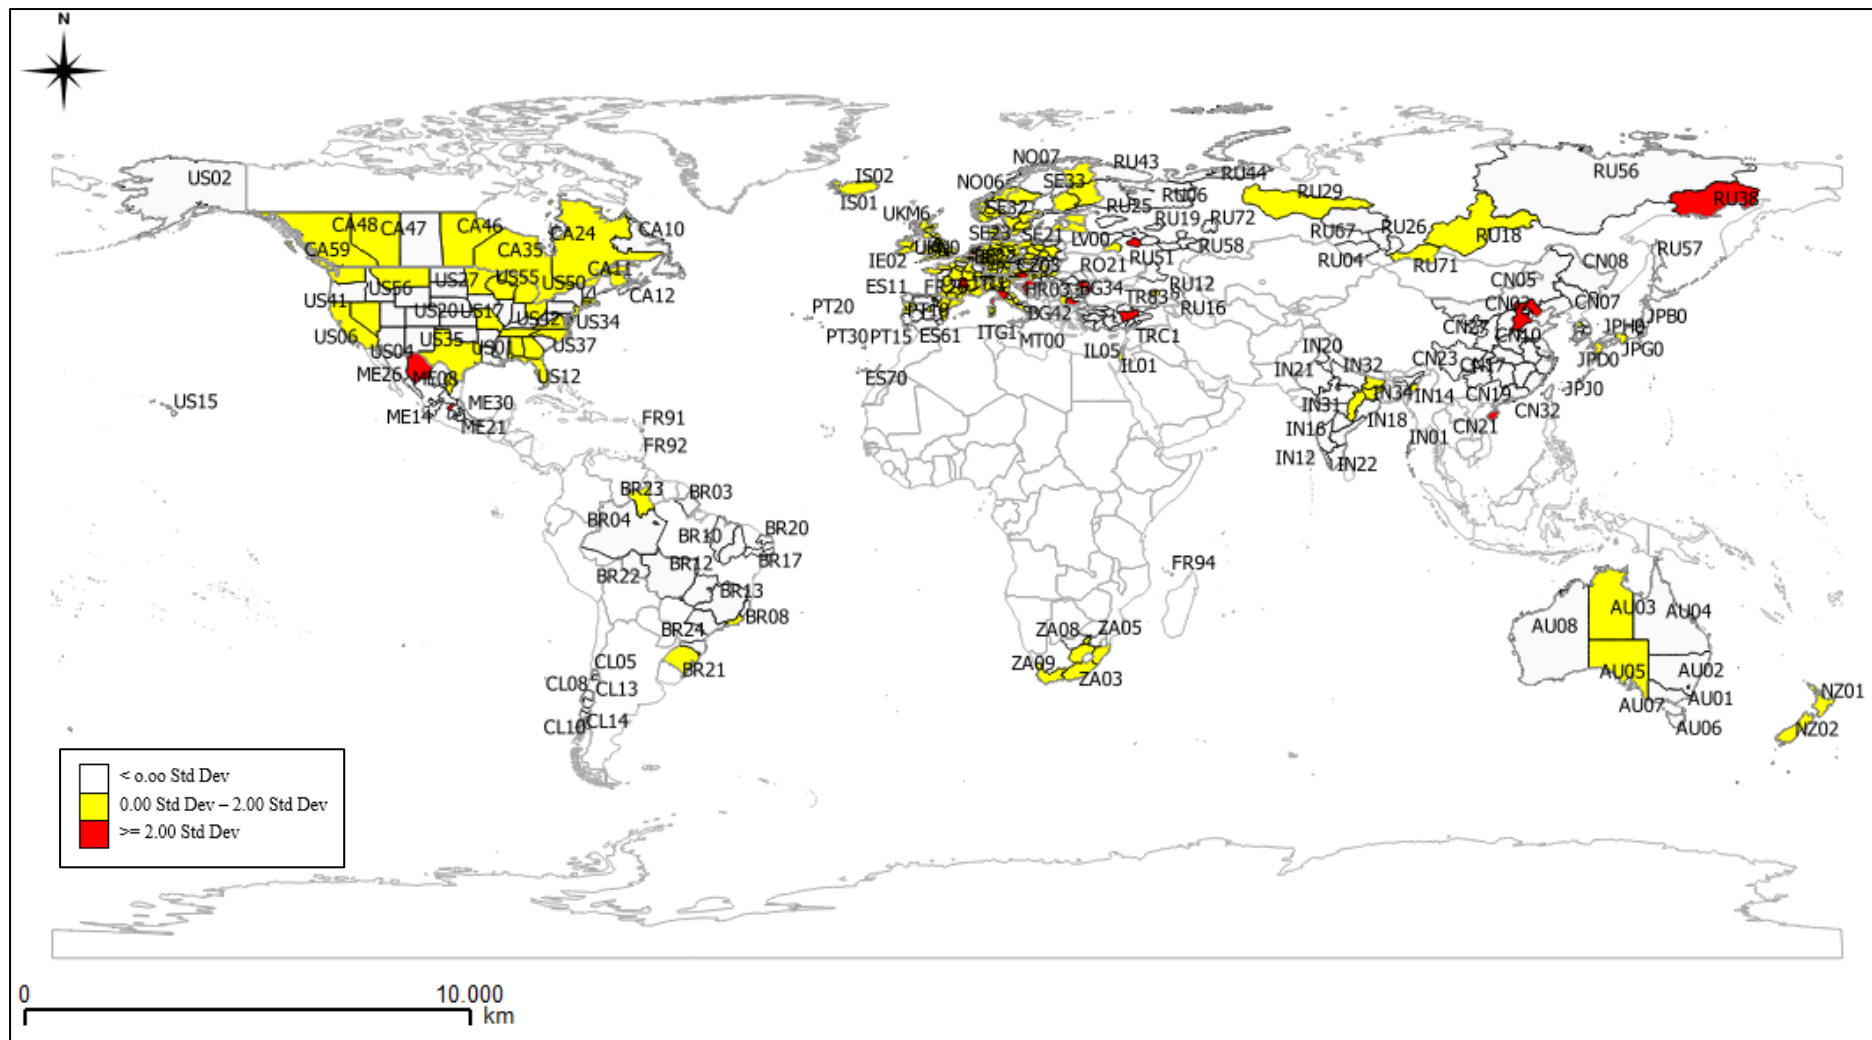 N
US02
CA48
CA47
CA46
CA24
CA10
CA59
CA35
CA11
CA12
US56
US27
US55
US50
US41
US20
US17
US42
US34
US06
US04
US35
US01
US37
US12
US15
ME26
ME08
ME14
ME30
ME21
FR91
FR92
BR23
BR03
BR04
BR10
BR20
BR17
BR12
BR22
BR13
BR08
BR24
BR21
CL05
CL08
CL13
CL10
CL14
IS02
IS01
NO07
NO06
SE33
SE32
SE23
SE21
UKM6
IE02
LV00
RU43
RU44
RU06
RU25
RU19
RU72
RU51
RU58
RO21
RU12
RU16
TR83
TRC1
BG34
HR03
ES11
ES61
ES70
PT20
PT30
PT15
ITG1
MT00
IL05
IL01
RU29
RU67
RU26
RU04
RU18
RU71
RU56
RU38
RU57
CN05
CN08
CN07
CN10
CN23
CN17
CN19
CN32
CN21
JPB0
JPH0
JPG0
JPD0
JPJ0
IN20
IN21
IN32
IN34
IN14
IN31
IN18
IN16
IN01
IN12
IN22
FR94
ZA08
ZA05
ZA09
ZA03
AU08
AU03
AU04
AU05
AU02
AU07
AU01
AU06
NZ01
NZ02
< o.oo Std Dev
0.00 Std Dev – 2.00 Std Dev
>= 2.00 Std Dev
0
10.000
km